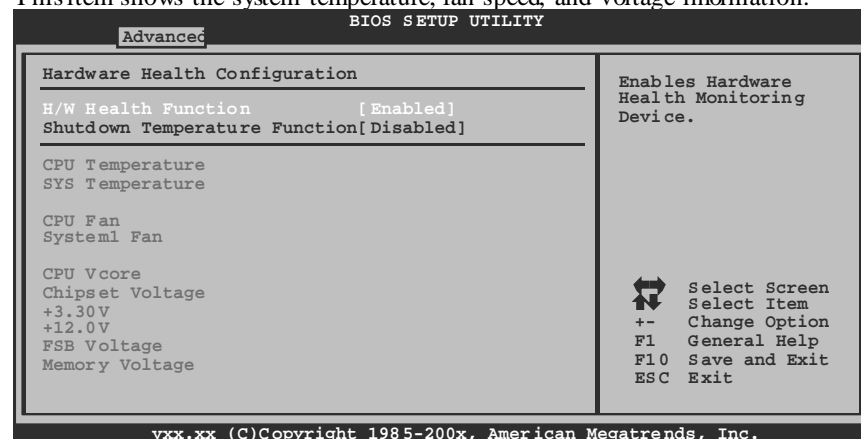 This item shows the system temperature, fan speed, and voltage information.
BIOS SETUP UTILITY
Advanced
Hardware Health Configuration
H/W Health Function [Enabled]
Shutdown Temperature Function[Disabled]
CPU Temperature
SYS Temperature
CPU Fan
System1 Fan
CPU Vcore
Chipset Voltage
+3.30V
+12.0V
FSB Voltage
Memory Voltage
Enables Hardware
Health Monitoring
Device.
Select Screen
Select Item
+- Change Option
F1 General Help
F10 Save and Exit
ESC Exit
vxx.xx (C)Copyright 1985-200x, American Megatrends, Inc.